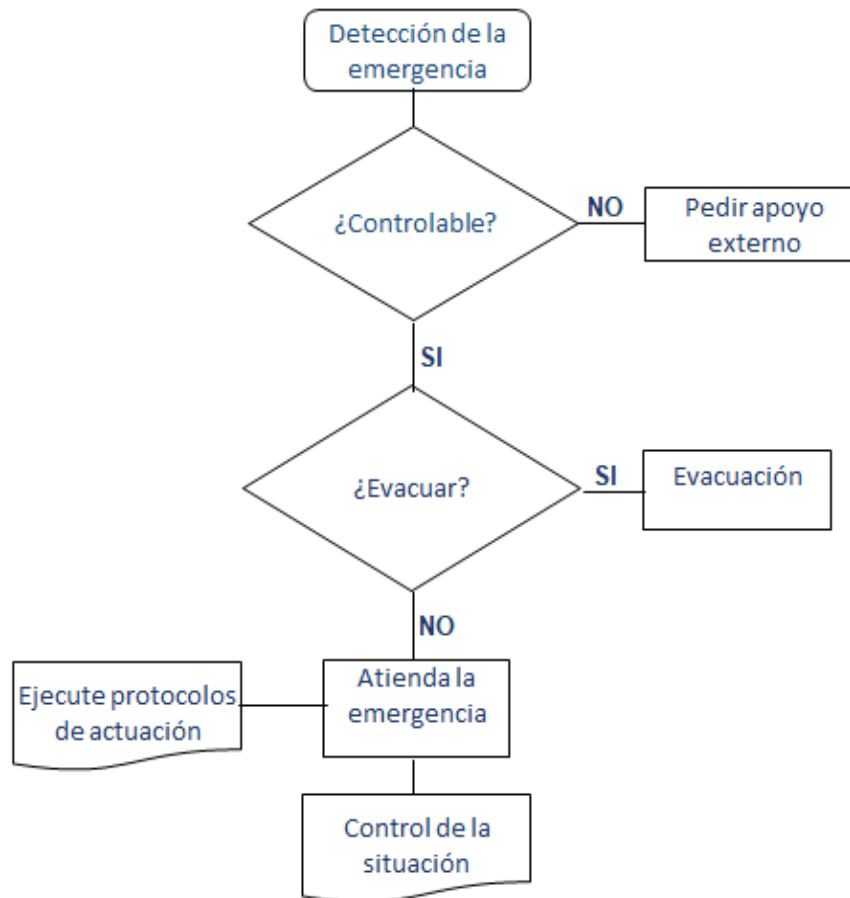 Detección de la
emergencia
¿Controlable?
NO
Pedir apoyo
externo
SI
¿Evacuar?
SI
Evacuación
NO
Atienda la
emergencia
Ejecute protocolos
de actuación
Control de la
situación